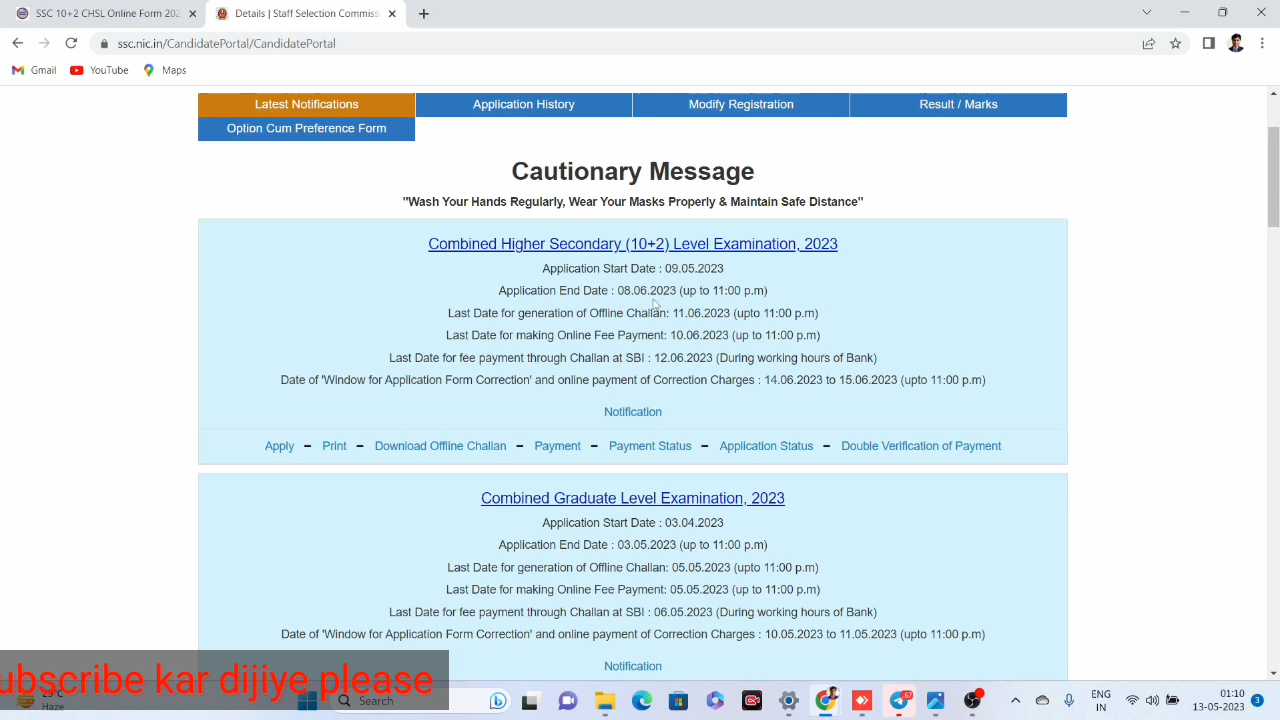 SSC 10+2 CHSL Online Form 202
Details | Staff Selection Commiss
ssc.nic.in/CandidatePortal/CandidatePortal
Gmail YouTube Maps
Latest Notifications Application History Modify Registration Result / Marks
Option Cum Preference Form
Cautionary Message
"Wash Your Hands Regularly, Wear Your Masks Properly & Maintain Safe Distance"
Combined Higher Secondary (10+2) Level Examination, 2023
Application Start Date : 09.05.2023
Application End Date : 08.06.2023 (up to 11:00 p.m)
Last Date for generation of Offline Challan: 11.06.2023 (upto 11:00 p.m)
Last Date for making Online Fee Payment: 10.06.2023 (up to 11:00 p.m)
Last Date for fee payment through Challan at SBI : 12.06.2023 (During working hours of Bank)
Date of 'Window for Application Form Correction' and online payment of Correction Charges : 14.06.2023 to 15.06.2023 (upto 11:00 p.m)
Notification
Apply – Print – Download Offline Challan – Payment – Payment Status – Application Status – Double Verification of Payment
Combined Graduate Level Examination, 2023
Application Start Date : 03.04.2023
Application End Date : 03.05.2023 (up to 11:00 p.m)
Last Date for generation of Offline Challan: 05.05.2023 (upto 11:00 p.m)
Last Date for making Online Fee Payment: 05.05.2023 (up to 11:00 p.m)
Last Date for fee payment through Challan at SBI : 06.05.2023 (During working hours of Bank)
Date of 'Window for Application Form Correction' and online payment of Correction Charges : 10.05.2023 to 11.05.2023 (upto 11:00 p.m)
Notification
ubscribe kar dijiye please
Haze
Search
ENG
IN
01:10
13-05-2023
3